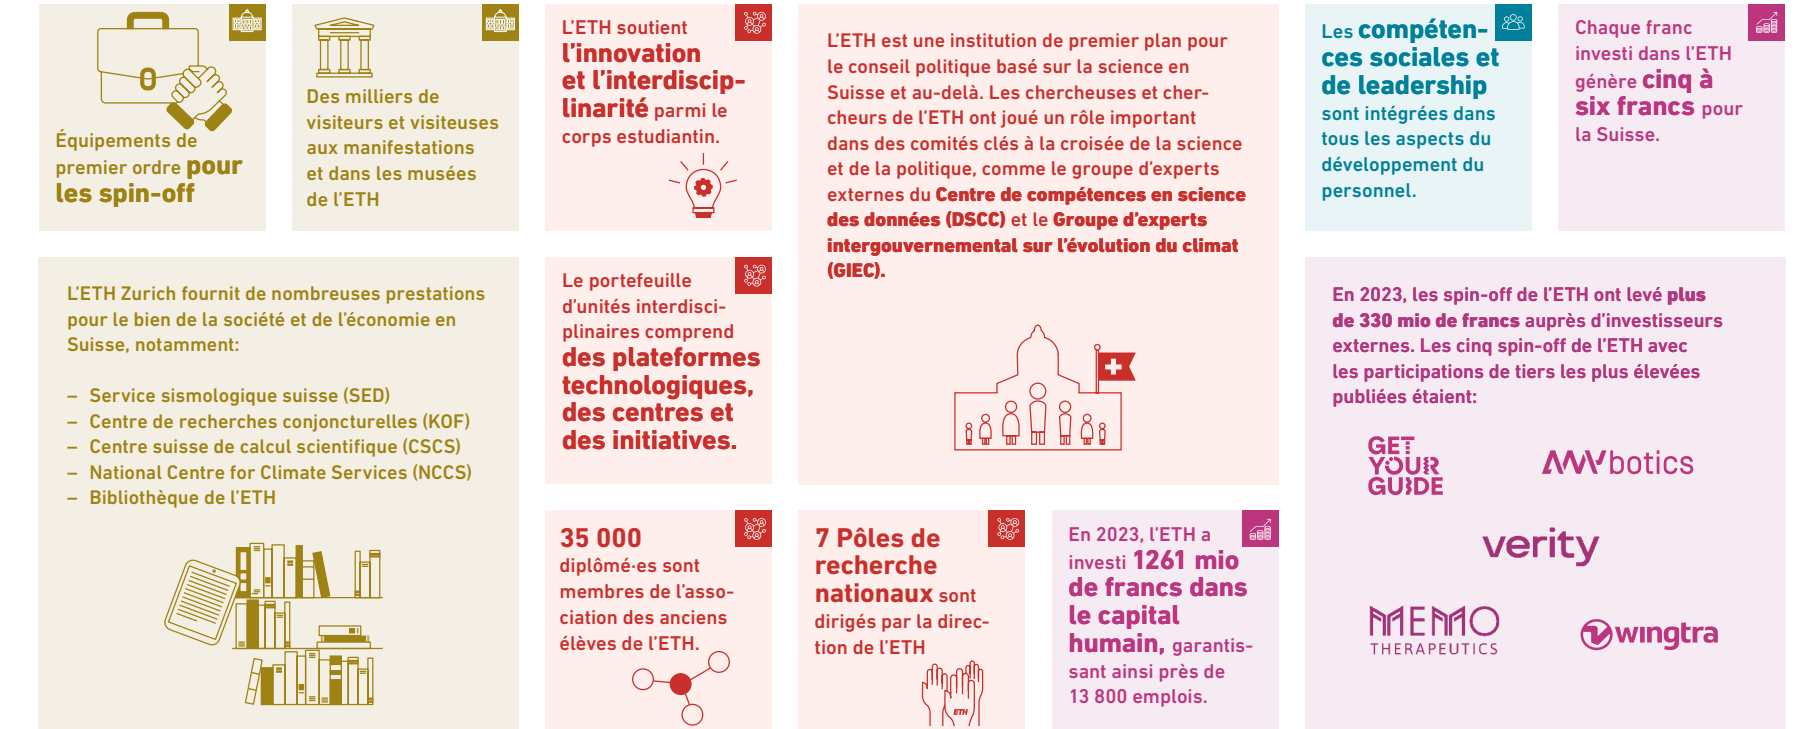 Équipements de
premier ordre pour
les spin-off
Des milliers de
visiteurs et visiteuses
aux manifestations
et dans les musées
de l’ETH
L’ETH soutient
l’innovation
et l’interdiscip-
linarité parmi le
corps estudiantin.
L’ETH est une institution de premier plan pour
le conseil politique basé sur la science en
Suisse et au-delà. Les chercheuses et cher-
cheurs de l’ETH ont joué un rôle important
dans des comités clés à la croisée de la science
et de la politique, comme le groupe d’experts
externes du Centre de compétences en science
des données (DSCC) et le Groupe d’experts
intergouvernemental sur l’évolution du climat
(GIEC).
Les compéten-
ces sociales et
de leadership
sont intégrées dans
tous les aspects du
développement du
personnel.
Chaque franc
investi dans l’ETH
génère cinq à
six francs pour
la Suisse.
L’ETH Zurich fournit de nombreuses prestations
pour le bien de la société et de l’économie en
Suisse, notamment:
– Service sismologique suisse (SED)
– Centre de recherches conjoncturelles (KOF)
– Centre suisse de calcul scientifique (CSCS)
– National Centre for Climate Services (NCCS)
– Bibliothèque de l’ETH
Le portefeuille
d’unités interdisci-
plinaires comprend
des plateformes
technologiques,
des centres et
des initiatives.
35 000
diplômé·es sont
membres de l’asso-
ciation des anciens
élèves de l’ETH.
7 Pôles de
recherche
nationaux sont
dirigés par la direc-
tion de l’ETH
ETH
En 2023, l’ETH a
investi 1261 mio
de francs dans
le capital
humain, garantis-
sant ainsi près de
13 800 emplois.
En 2023, les spin-off de l’ETH ont levé plus
de 330 mio de francs auprès d’investisseurs
externes. Les cinq spin-off de l’ETH avec
les participations de tiers les plus élevées
publiées étaient:
GET
YOUR
GUIDE
ANYbotics
verity
MEMO
THERAPEUTICS
wingtra